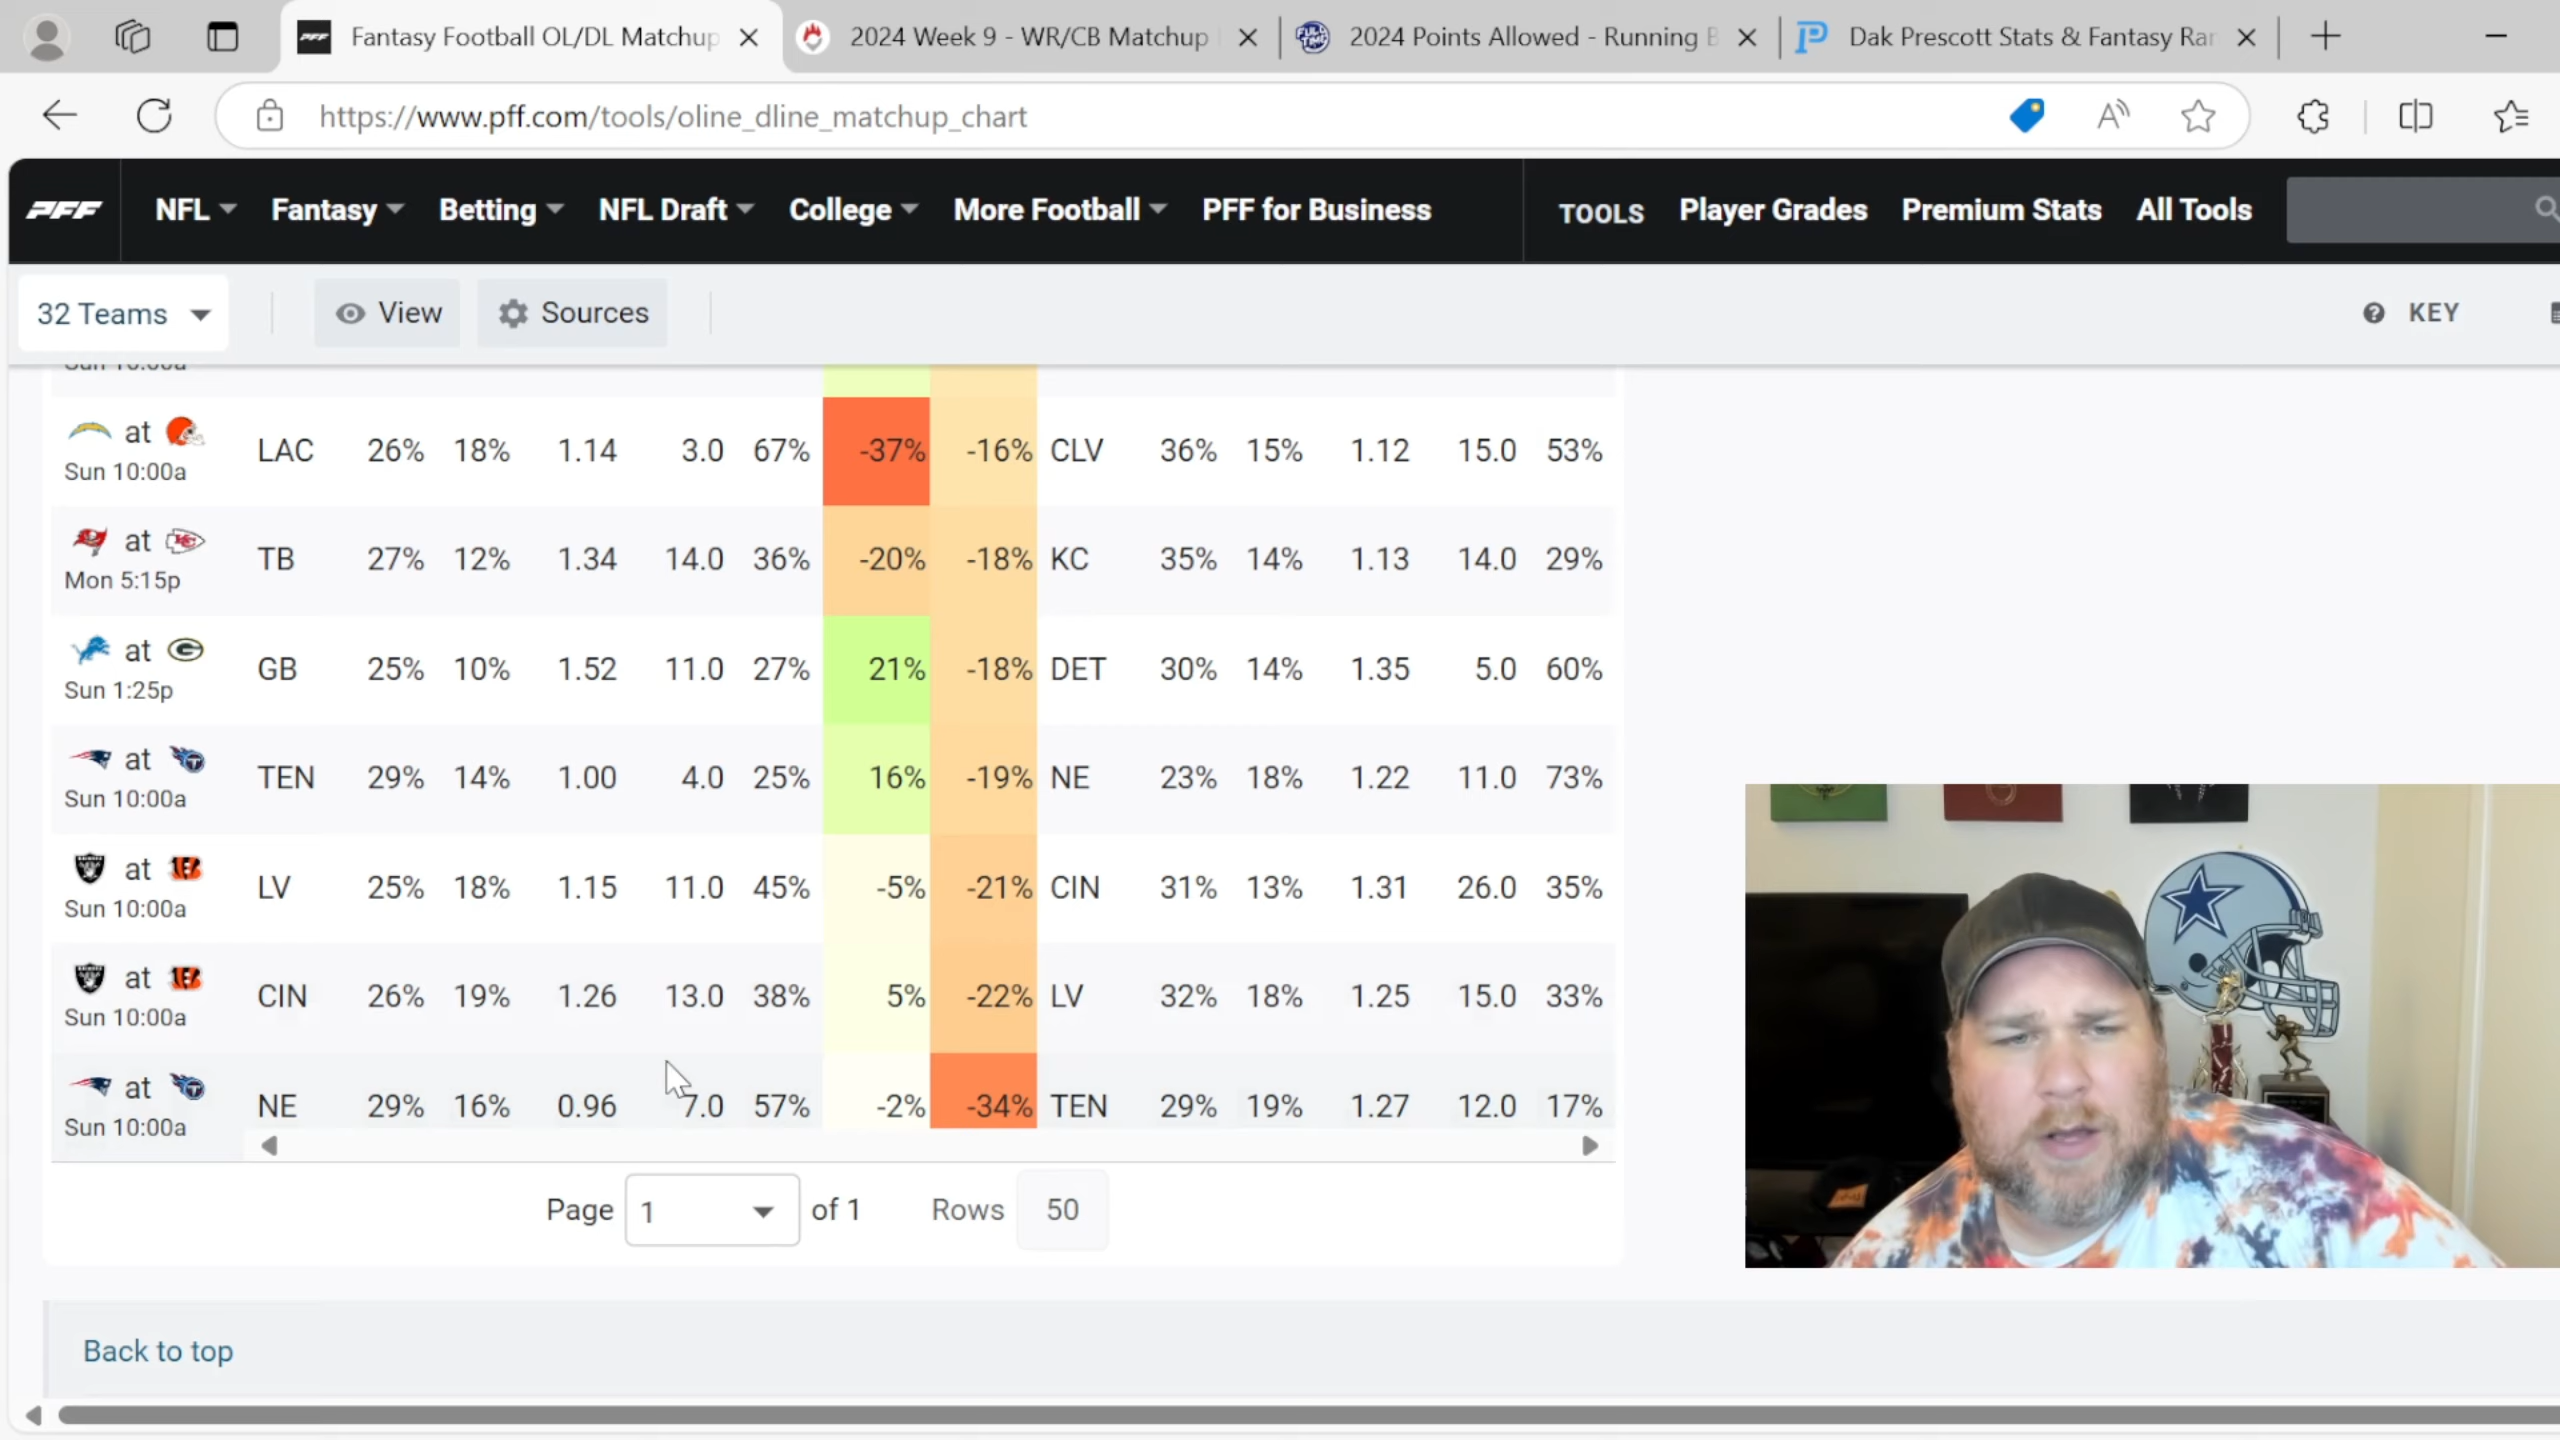 Fantasy Football OL/DL Matchup
2024 Week 9 - WR/CB Matchup
2024 Points Allowed - Running B
Dak Prescott Stats & Fantasy Ran
https://www.pff.com/tools/oline_dline_matchup_chart
PFF NFL Fantasy Betting NFL Draft College More Football PFF for Business TOOLS Player Grades Premium Stats All Tools
32 Teams View Sources KEY
Sun 10:00a
at LAC 26% 18% 1.14 3.0 67% -37% -16% CLV 36% 15% 1.12 15.0 53%
Sun 10:00a
at TB 27% 12% 1.34 14.0 36% -20% -18% KC 35% 14% 1.13 14.0 29%
Mon 5:15p
at GB 25% 10% 1.52 11.0 27% 21% -18% DET 30% 14% 1.35 5.0 60%
Sun 1:25p
at TEN 29% 14% 1.00 4.0 25% 16% -19% NE 23% 18% 1.22 11.0 73%
Sun 10:00a
at LV 25% 18% 1.15 11.0 45% -5% -21% CIN 31% 13% 1.31 26.0 35%
Sun 10:00a
at CIN 26% 19% 1.26 13.0 38% 5% -22% LV 32% 18% 1.25 15.0 33%
Sun 10:00a
at NE 29% 16% 0.96 7.0 57% -2% -34% TEN 29% 19% 1.27 12.0 17%
Sun 10:00a
Page 1 of 1 Rows 50
Back to top